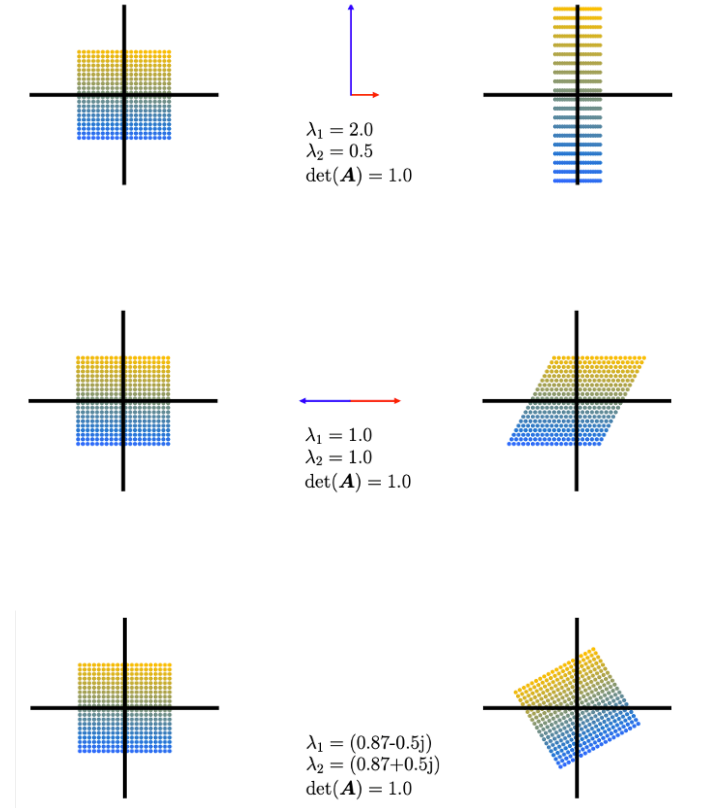 λ₁ = 2.0
λ₂ = 0.5
det(A) = 1.0
λ₁ = 1.0
λ₂ = 1.0
det(A) = 1.0
λ₁ = (0.87-0.5j)
λ₂ = (0.87+0.5j)
det(A) = 1.0